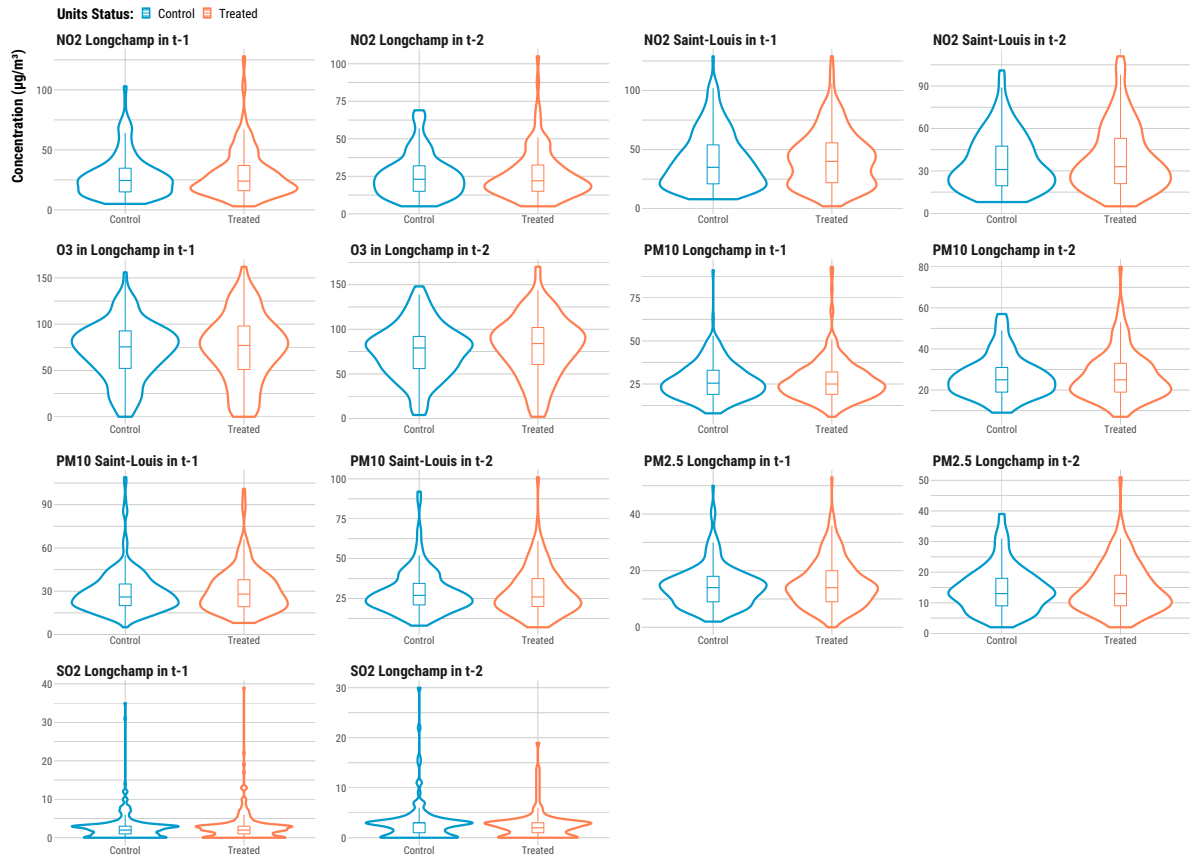 Units Status: Control Treated
Concentration (µg/m³)
NO2 Longchamp in t-1
100
50
0
Control Treated
NO2 Longchamp in t-2
100
75
50
25
0
Control Treated
NO2 Saint-Louis in t-1
100
50
0
Control Treated
NO2 Saint-Louis in t-2
90
60
30
0
Control Treated
O3 in Longchamp in t-1
150
100
50
0
Control Treated
O3 in Longchamp in t-2
150
100
50
0
Control Treated
PM10 Longchamp in t-1
75
50
25
Control Treated
PM10 Longchamp in t-2
80
60
40
20
Control Treated
PM10 Saint-Louis in t-1
90
60
30
0
Control Treated
PM10 Saint-Louis in t-2
100
75
50
25
Control Treated
PM2.5 Longchamp in t-1
40
20
0
Control Treated
PM2.5 Longchamp in t-2
50
40
30
20
10
0
Control Treated
SO2 Longchamp in t-1
40
30
20
10
0
Control Treated
SO2 Longchamp in t-2
30
20
10
0
Control Treated